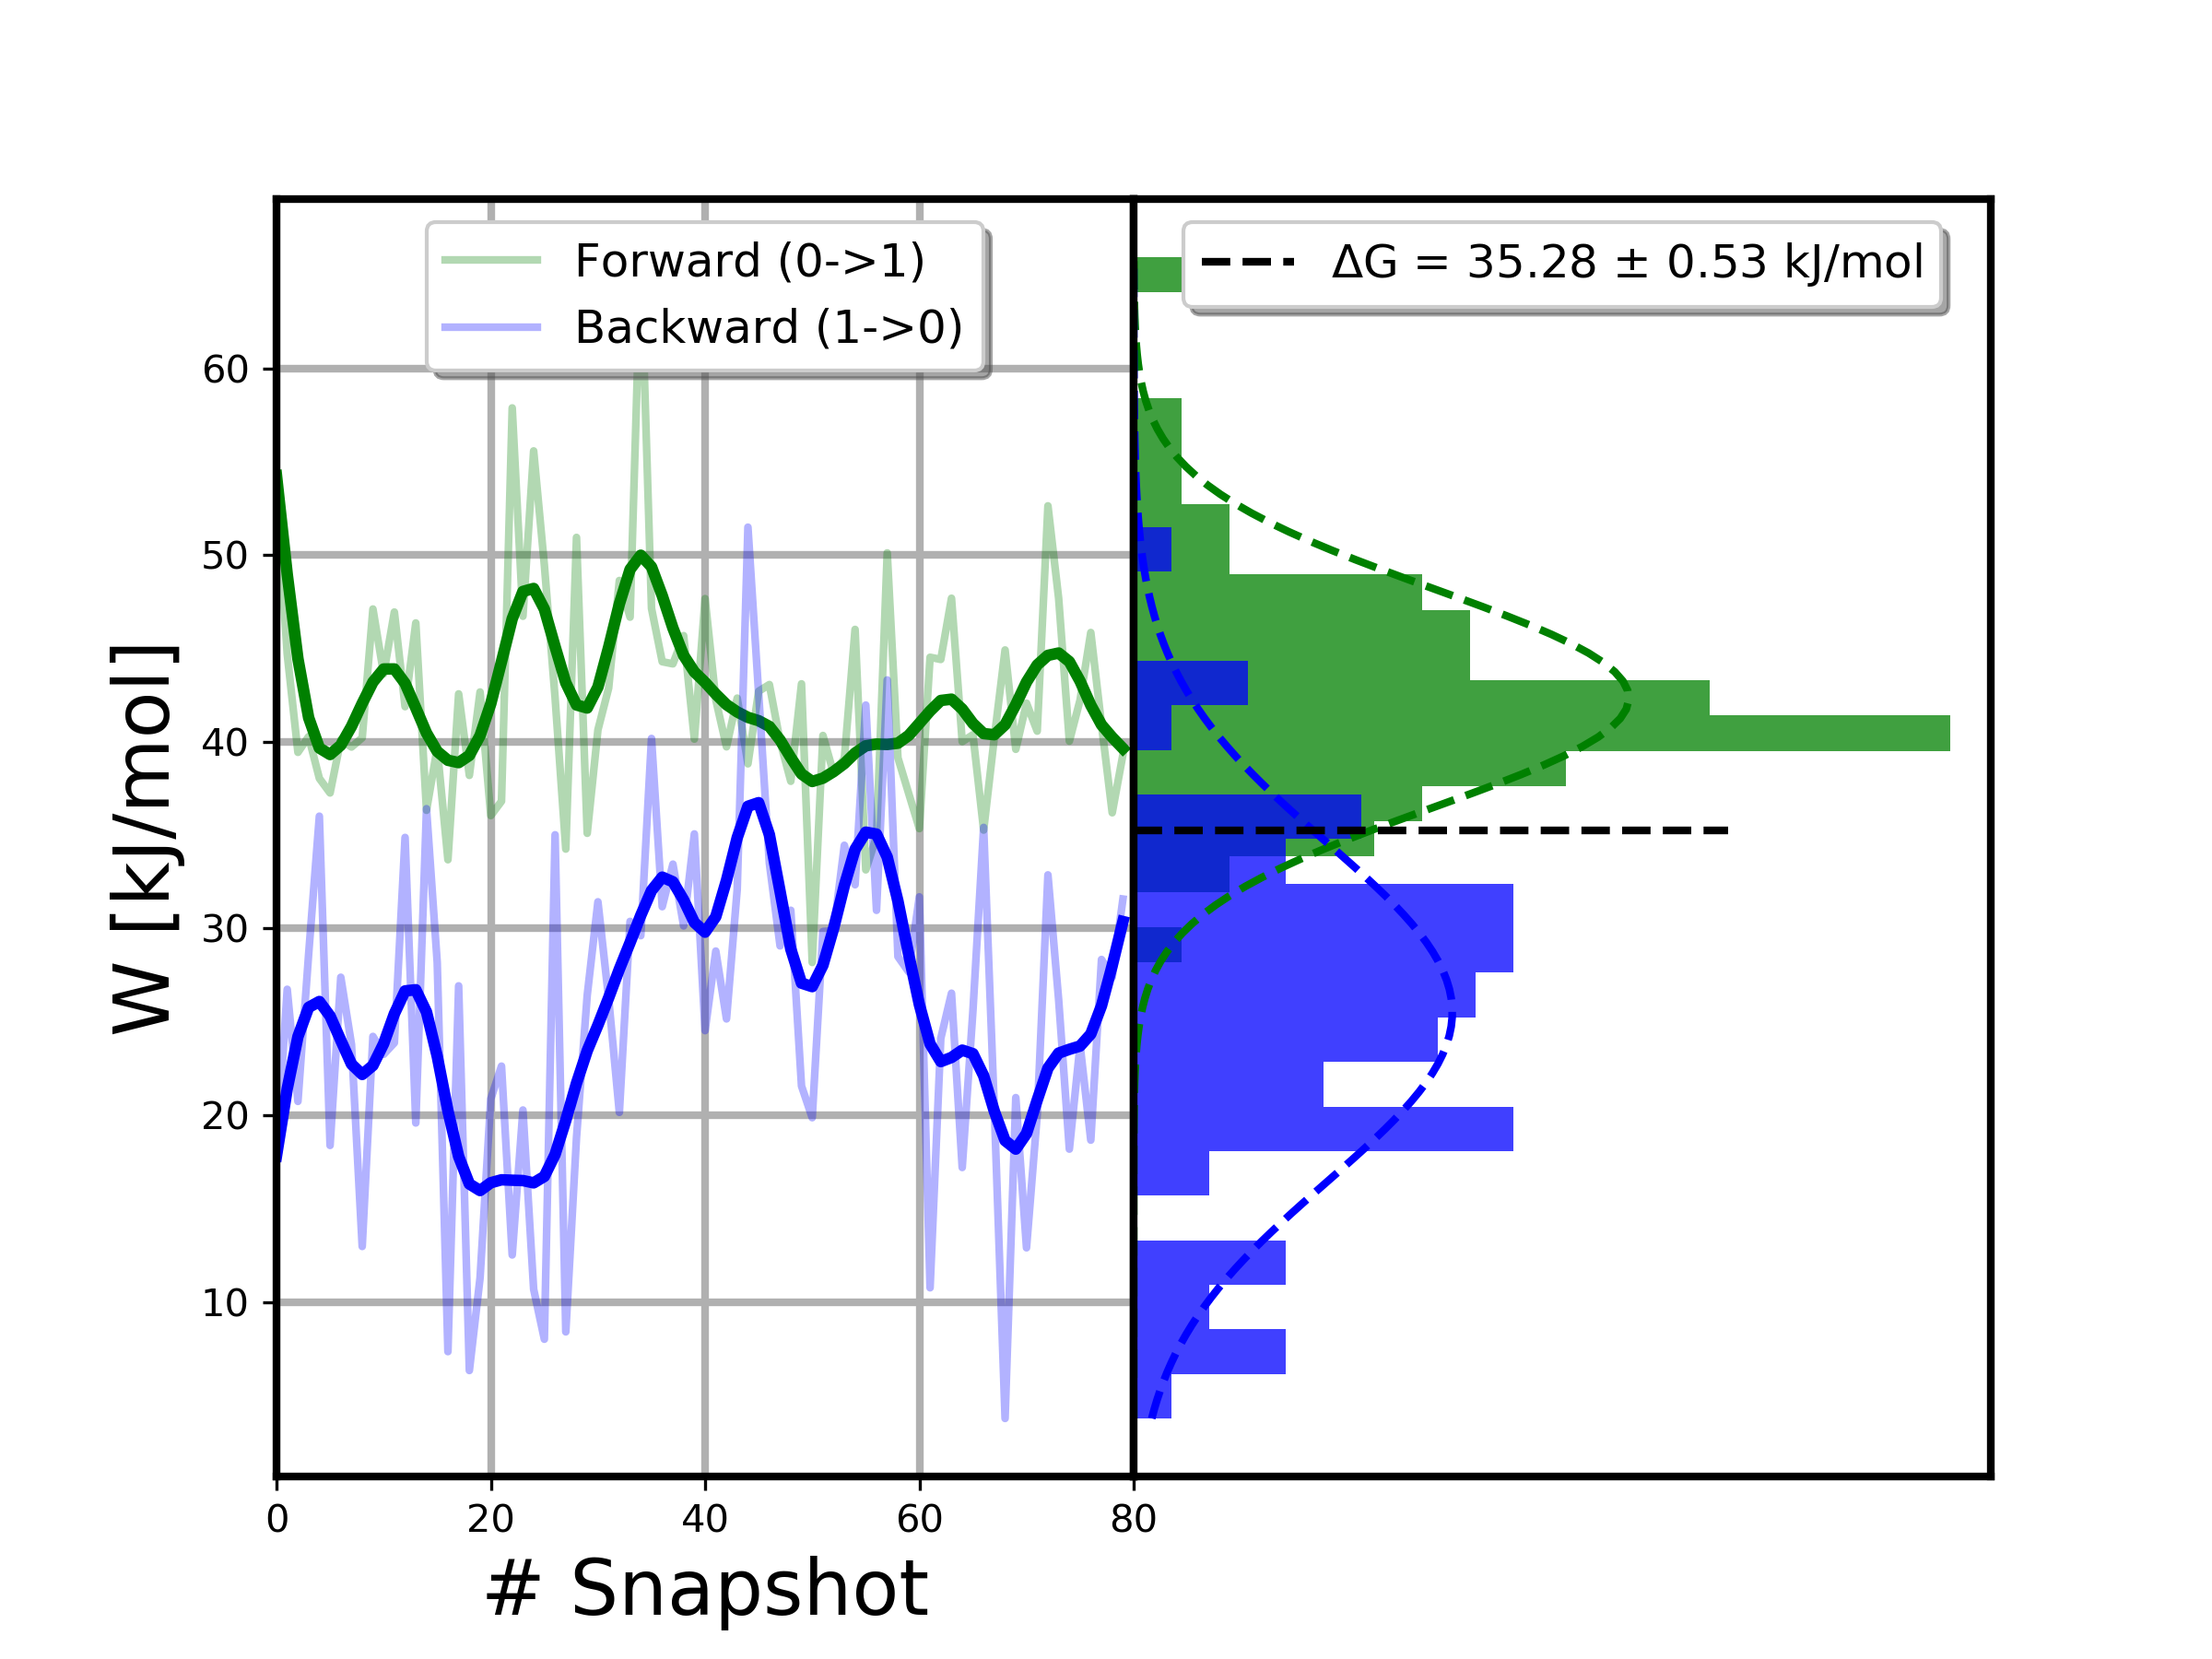 Forward (0->1)
Backward (1->0)
ΔG = 35.28 ± 0.53 kJ/mol
W [kJ/mol]
60
50
40
30
20
10
0 20 40 60 80
# Snapshot